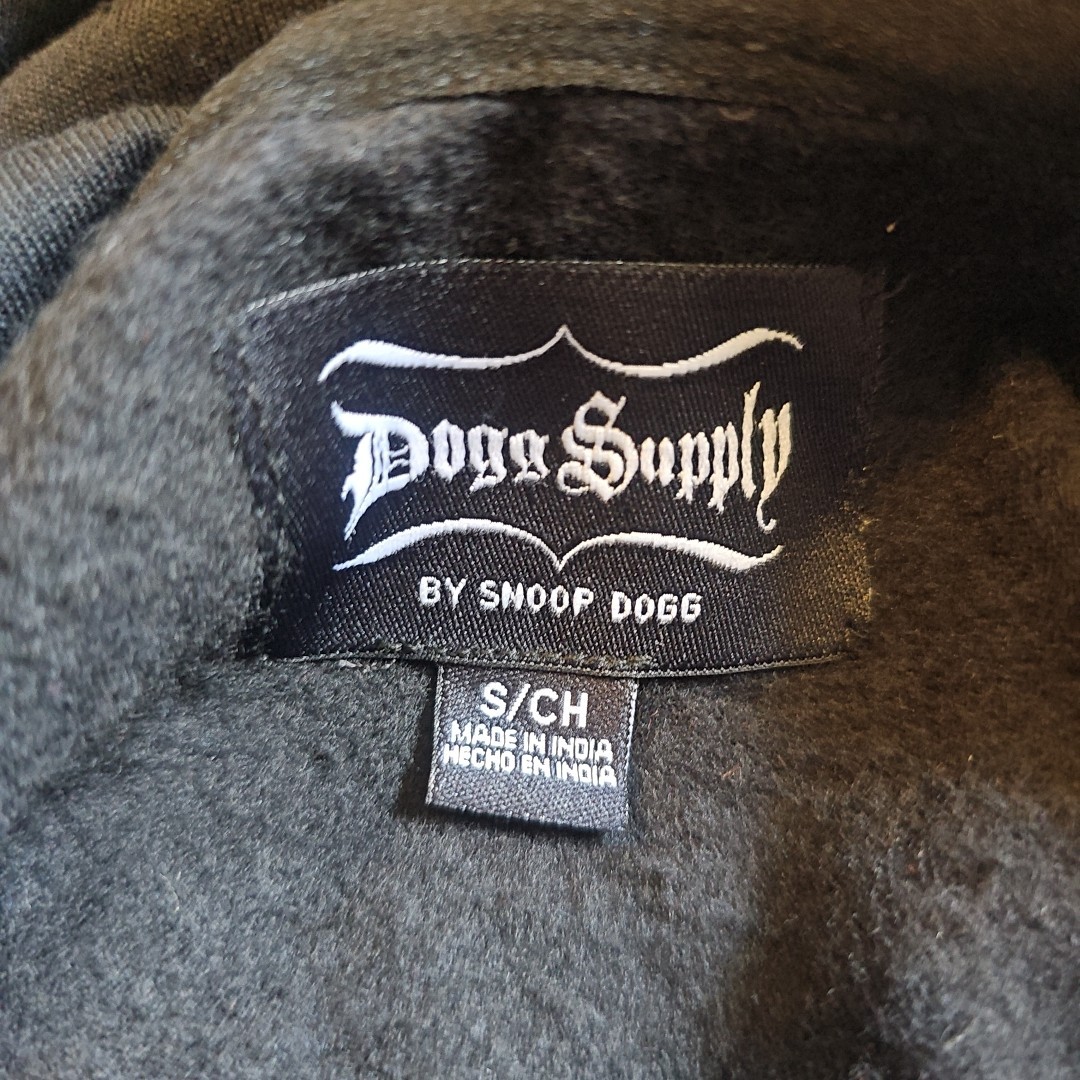 Dogg Supply
BY SNOOP DOGG
S/CH
MADE IN INDIA
HECHO EN INDIA